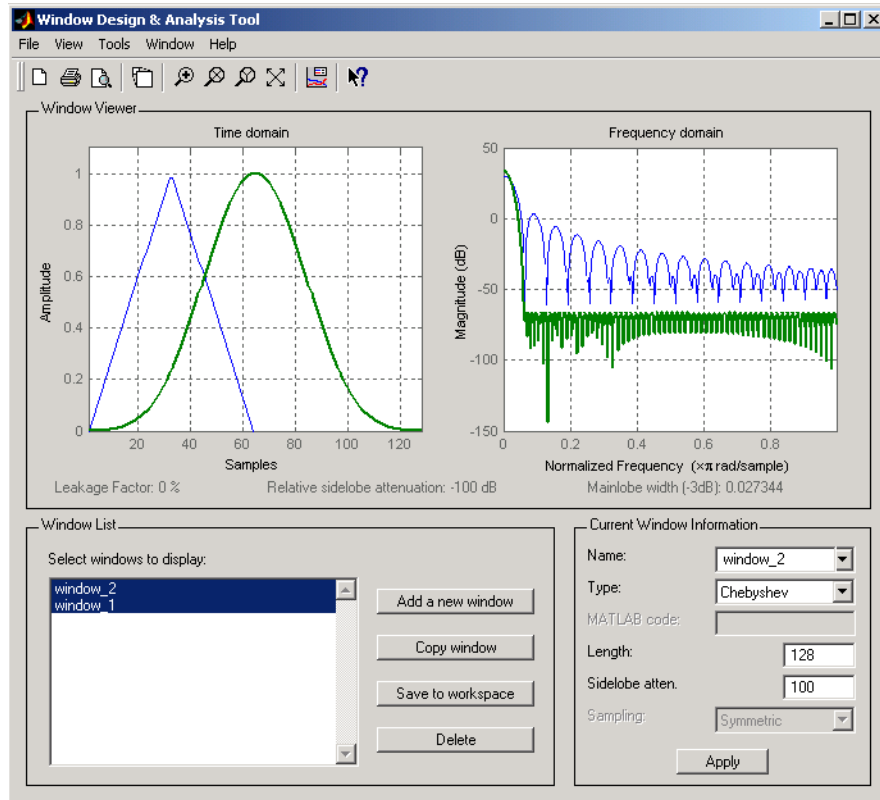 Window Design & Analysis Tool
File View Tools Window Help
Window Viewer
Time domain
Frequency domain
Amplitude
1
0.8
0.6
0.4
0.2
0
20 40 60 80 100 120
Samples
Magnitude (dB)
50
0
-50
-100
-150
0 0.2 0.4 0.6 0.8
Normalized Frequency (×π rad/sample)
Leakage Factor: 0 % Relative sidelobe attenuation: -100 dB Mainlobe width (-3dB): 0.027344
Window List
Select windows to display:
window_2
window_1
Add a new window
Copy window
Save to workspace
Delete
Current Window Information
Name: window_2
Type: Chebyshev
MATLAB code:
Length: 128
Sidelobe atten. 100
Sampling: Symmetric
Apply